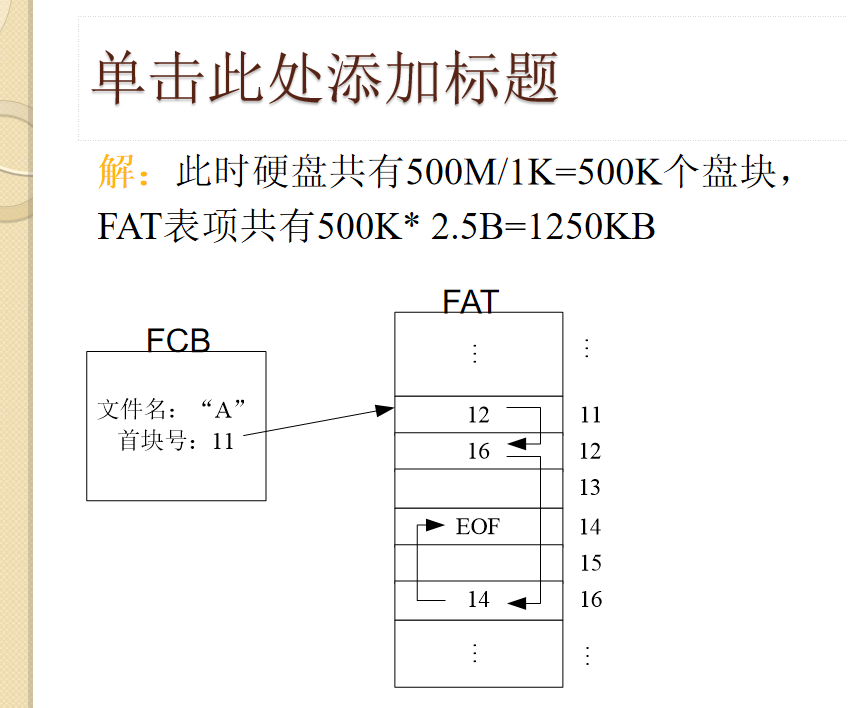 单击此处添加标题
解：此时硬盘共有500M/1K=500K个盘块，
FAT表项共有500K* 2.5B=1250KB
FCB
文件名：“A”
首块号：11
FAT
⋮ ⋮
12 11
16 12
13
EOF 14
15
14 16
⋮ ⋮